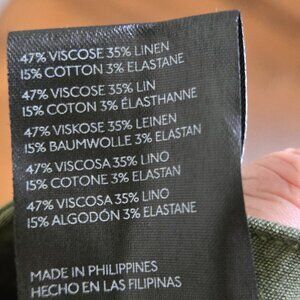 47% VISCOSE 35% LINEN
15% COTTON 3% ELASTANE
47% VISCOSE 35% LIN
15% COTON 3% ÉLASTHANNE
47% VISKOSE 35% LEINEN
15% BAUMWOLLE 3% ELASTAN
47% VISCOSA 35% LINO
15% COTONE 3% ELASTAN
47% VISCOSA 35% LINO
15% ALGODÓN 3% ELASTANE
MADE IN PHILIPPINES
HECHO EN LAS FILIPINAS